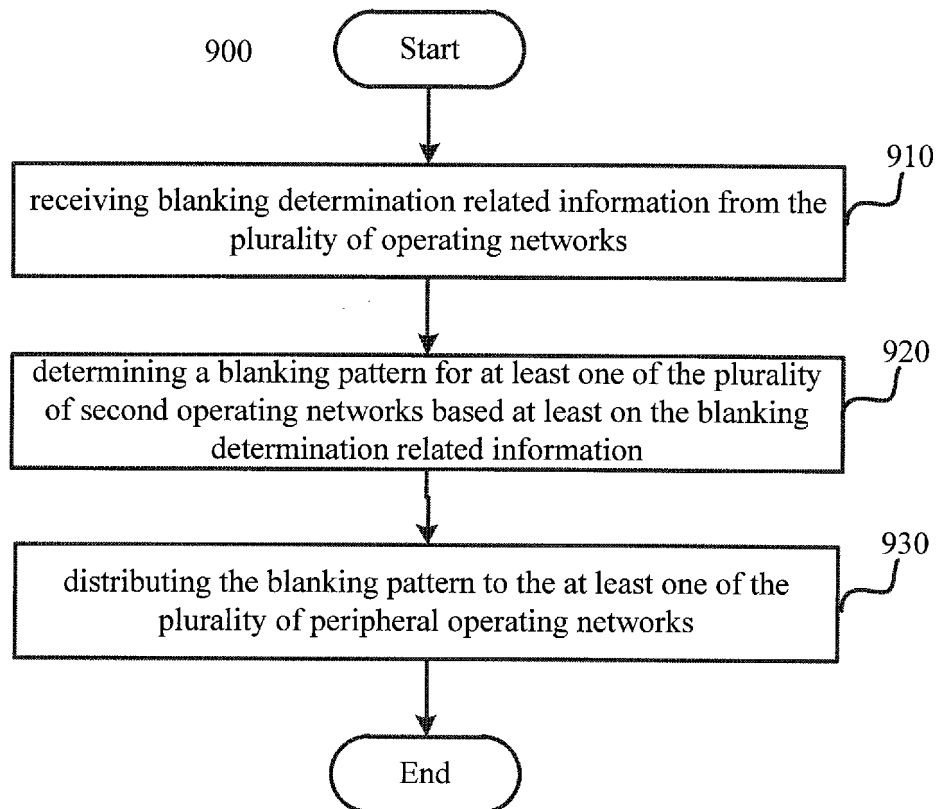 900
Start
910
receiving blanking determination related information from the
plurality of operating networks
920
determining a blanking pattern for at least one of the plurality
of second operating networks based at least on the blanking
determination related information
930
distributing the blanking pattern to the at least one of the
plurality of peripheral operating networks
End